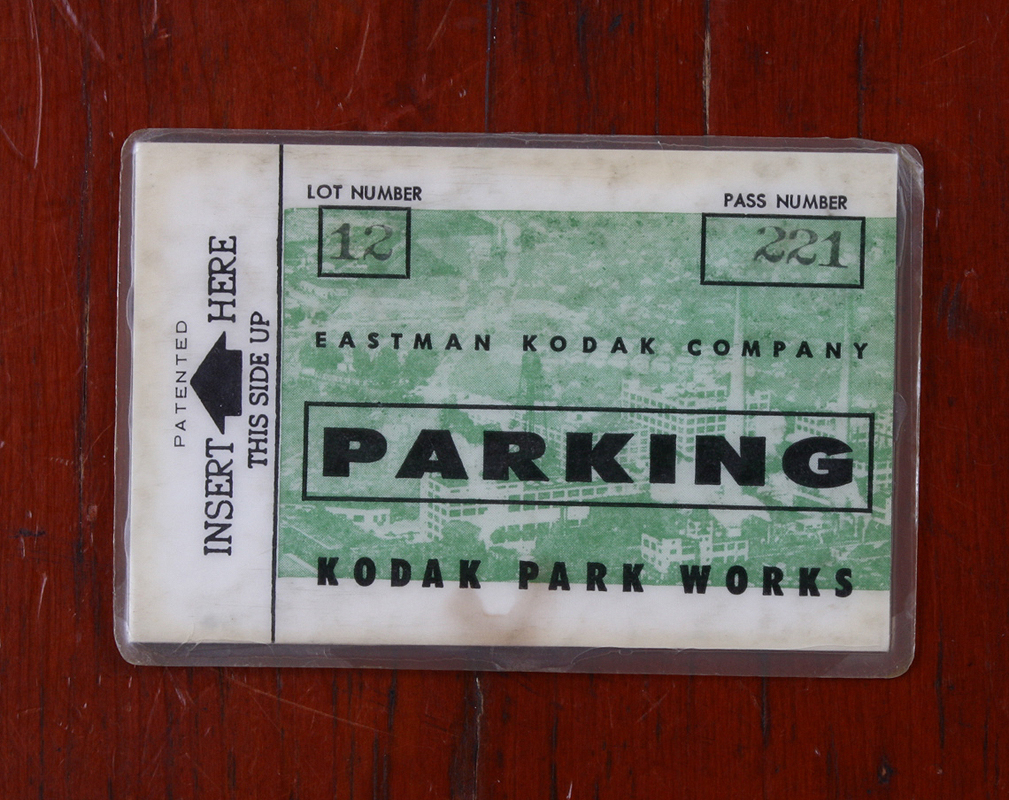 PATENTED
INSERT HERE
THIS SIDE UP
LOT NUMBER
12
PASS NUMBER
221
EASTMAN KODAK COMPANY
PARKING
KODAK PARK WORKS